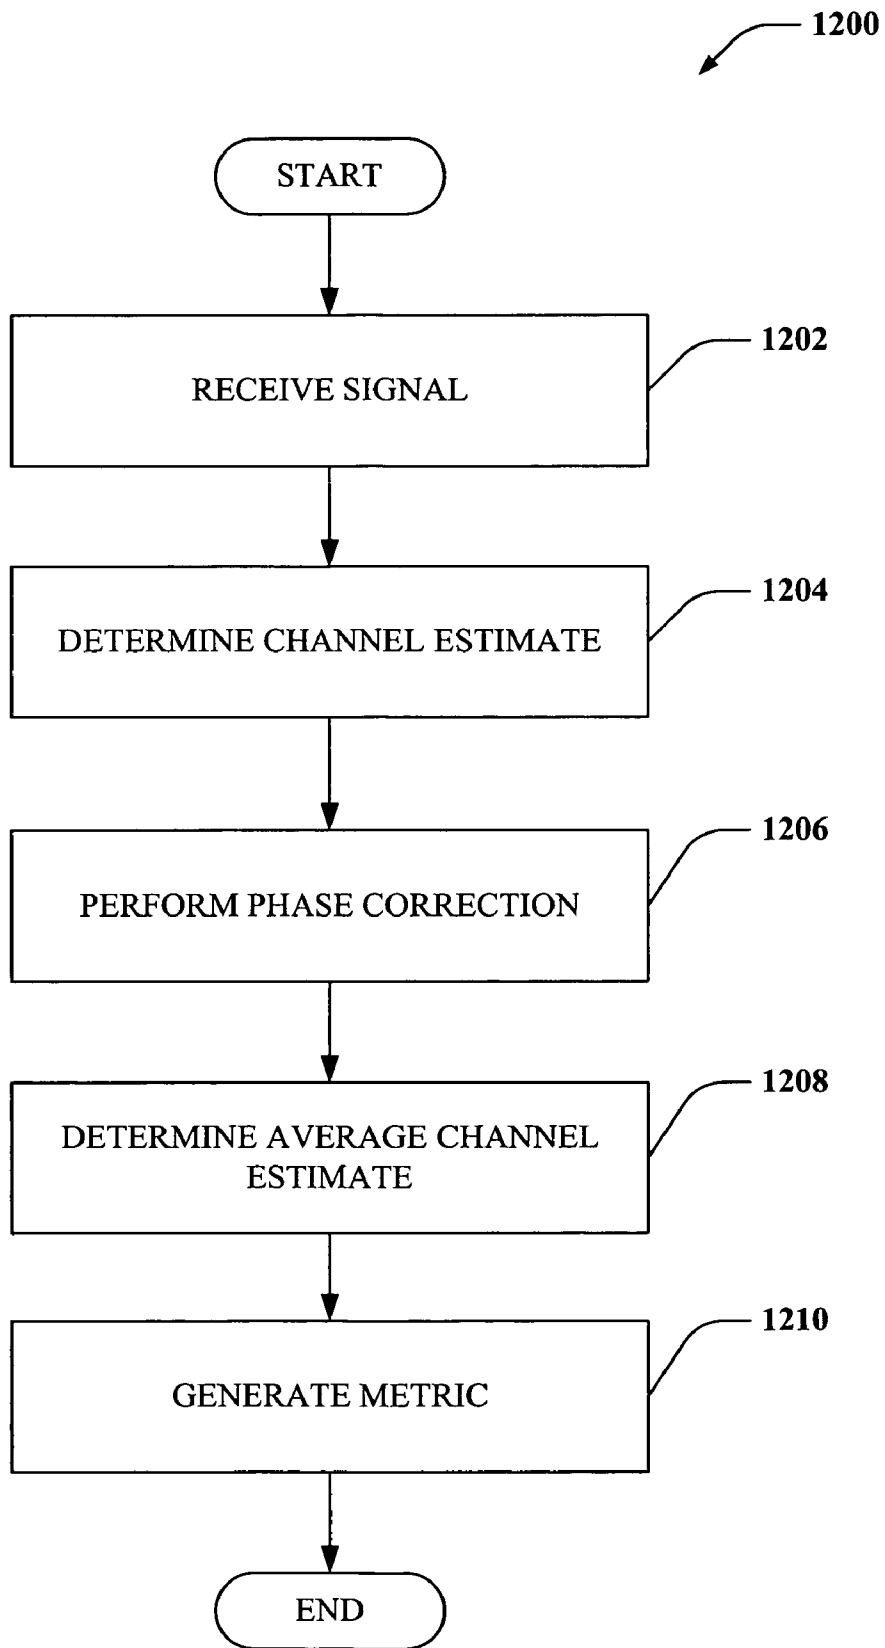 1200
START
1202
RECEIVE SIGNAL
1204
DETERMINE CHANNEL ESTIMATE
1206
PERFORM PHASE CORRECTION
1208
DETERMINE AVERAGE CHANNEL
ESTIMATE
1210
GENERATE METRIC
END